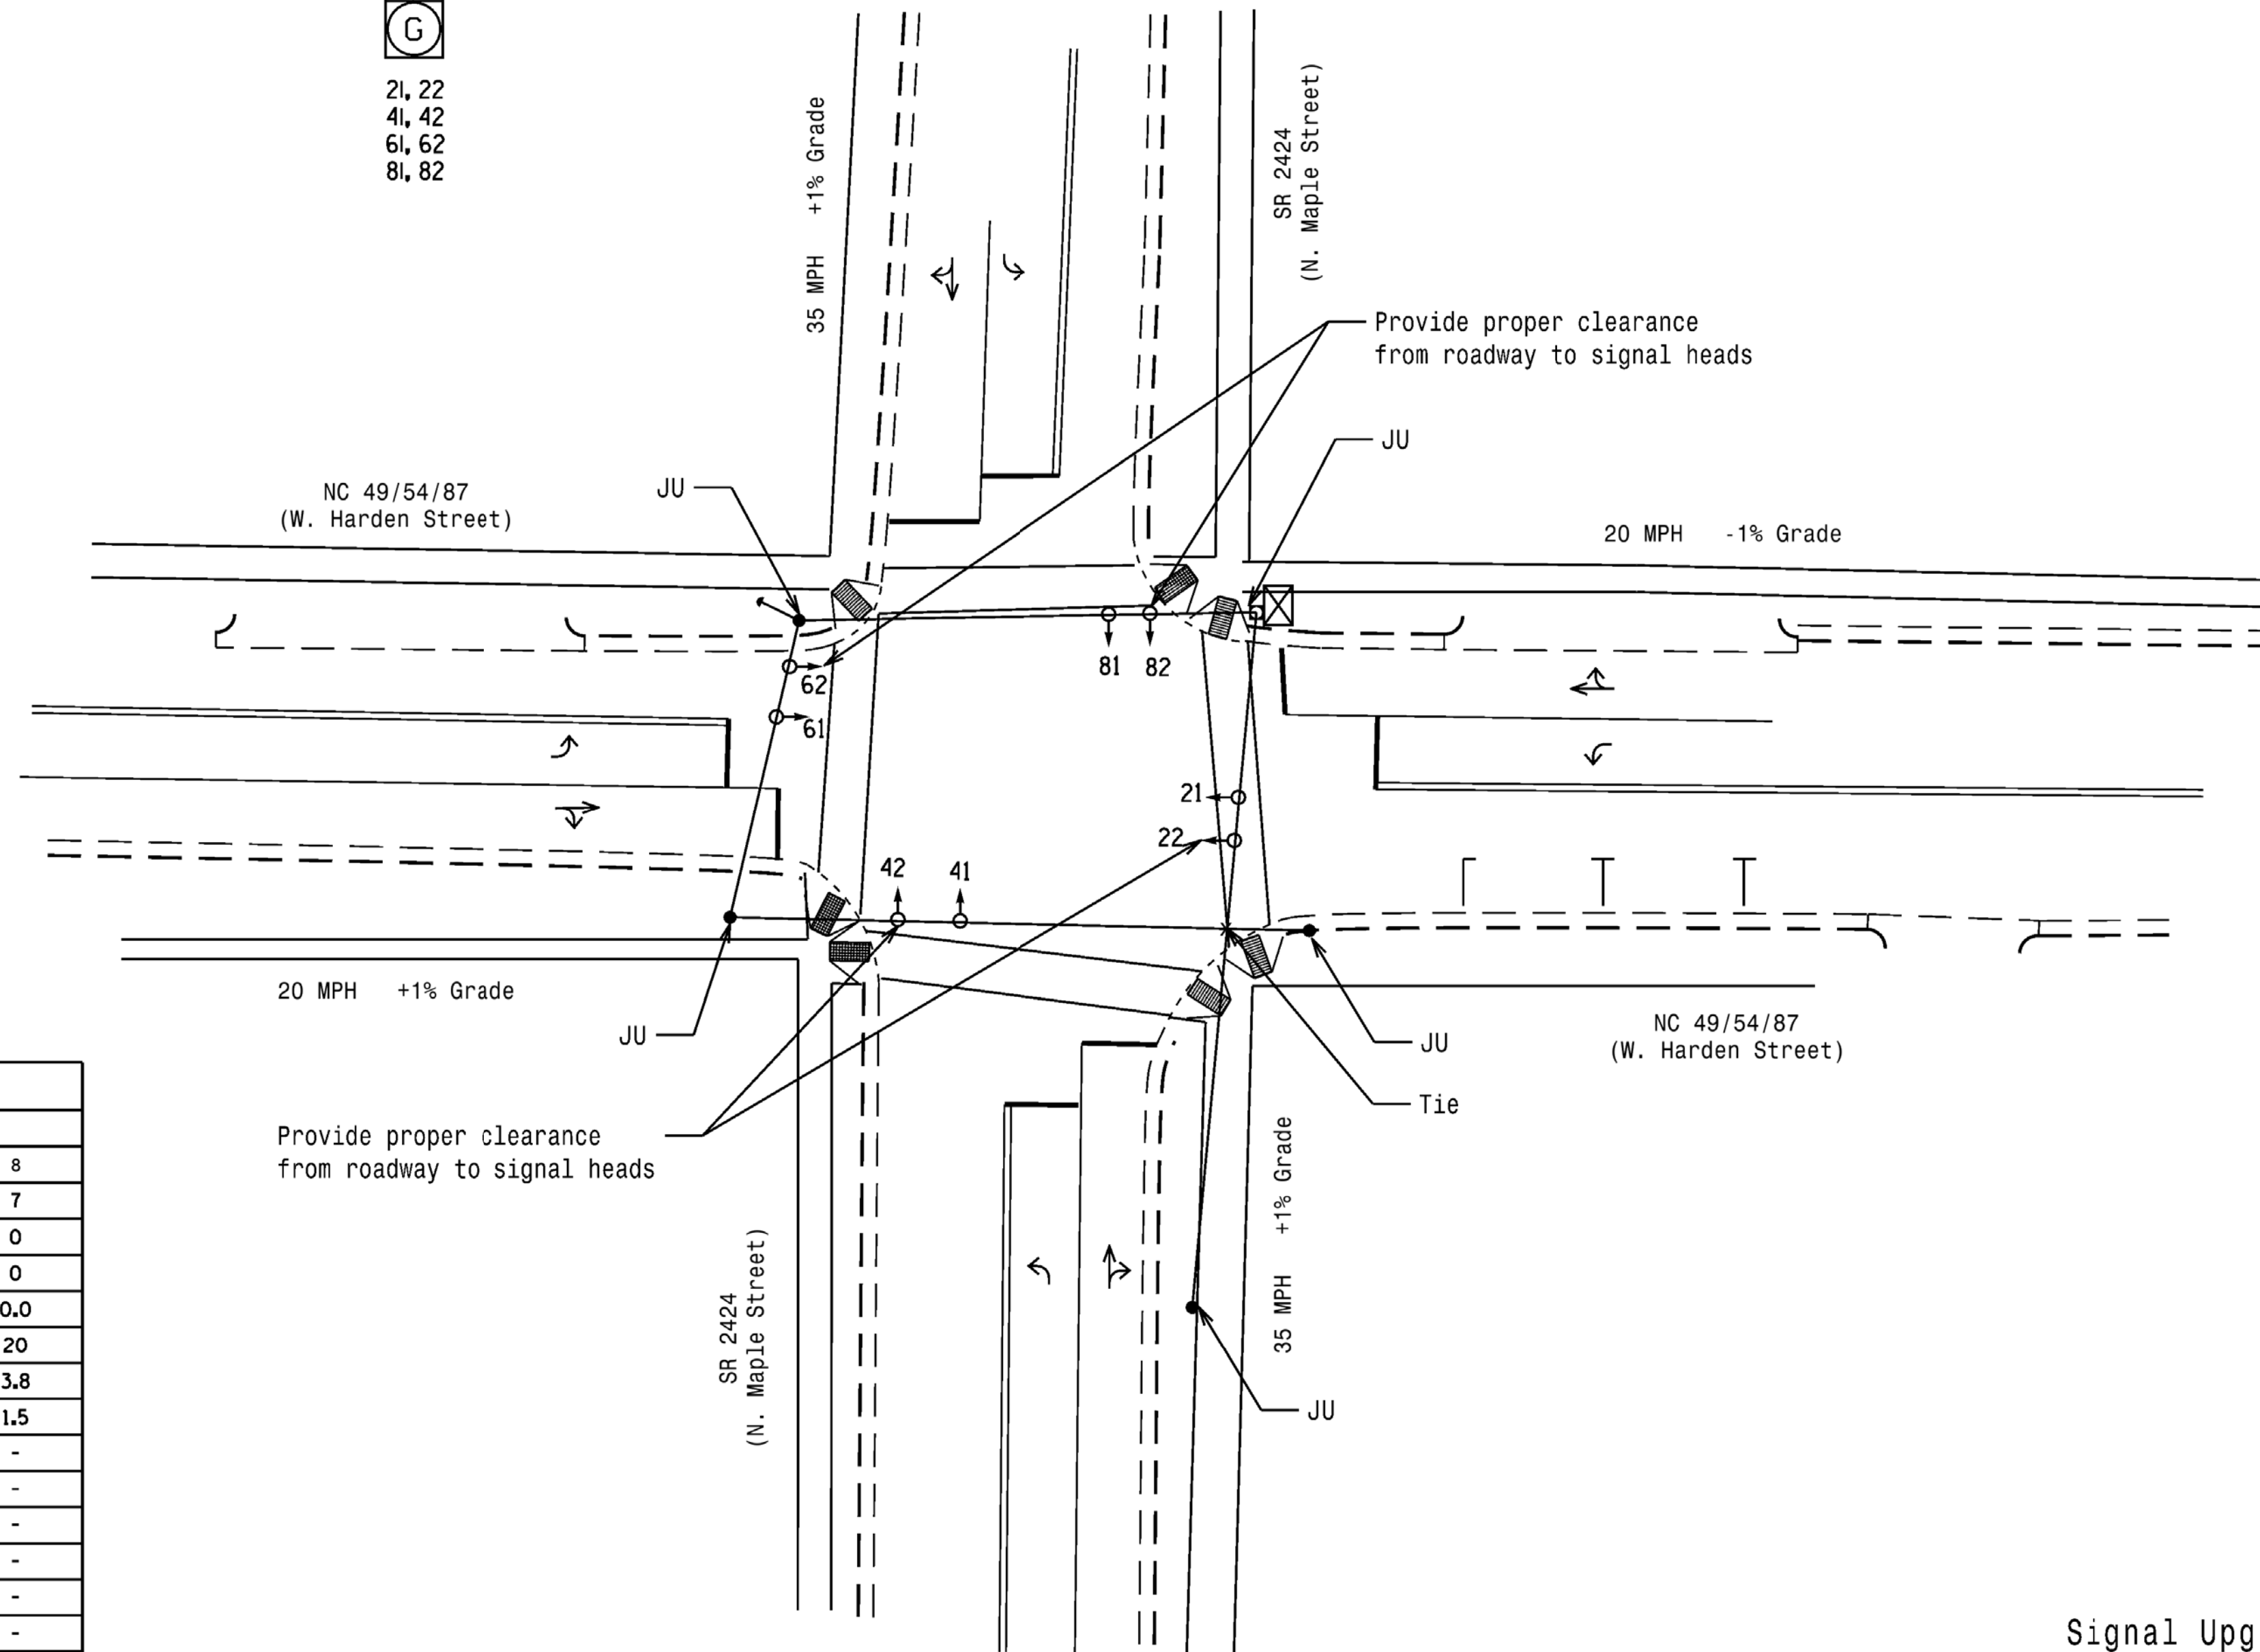 G
21, 22
41, 42
61, 62
81, 82
35 MPH +1% Grade
SR 2424
(N. Maple Street)
Provide proper clearance
from roadway to signal heads
JU
JU
NC 49/54/87
(W. Harden Street)
20 MPH -1% Grade
81 82
62
61
21
22
42 41
20 MPH +1% Grade
JU
NC 49/54/87
(W. Harden Street)
JU
Tie
Provide proper clearance
from roadway to signal heads
35 MPH +1% Grade
SR 2424
(N. Maple Street)
JU
8
7
0
0
0.0
20
3.8
1.5
-
-
-
-
-
-
Signal Upg